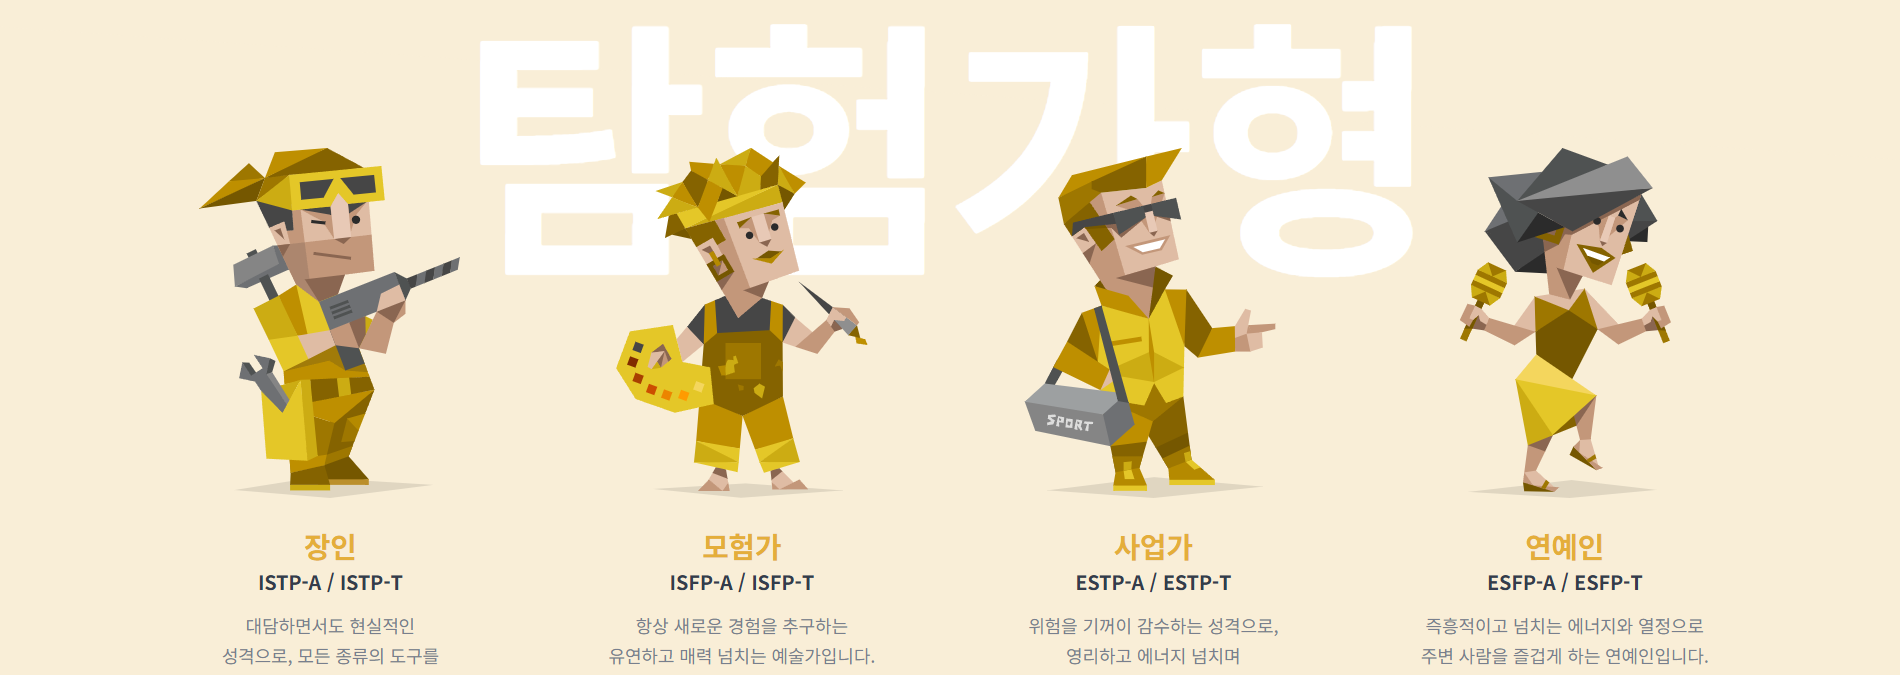 탐험가형
SPORT
장인
ISTP-A / ISTP-T
대담하면서도 현실적인
성격으로, 모든 종류의 도구를
모험가
ISFP-A / ISFP-T
항상 새로운 경험을 추구하는
유연하고 매력 넘치는 예술가입니다.
사업가
ESTP-A / ESTP-T
위험을 기꺼이 감수하는 성격으로,
영리하고 에너지 넘치며
연예인
ESFP-A / ESFP-T
즉흥적이고 넘치는 에너지와 열정으로
주변 사람을 즐겁게 하는 연예인입니다.